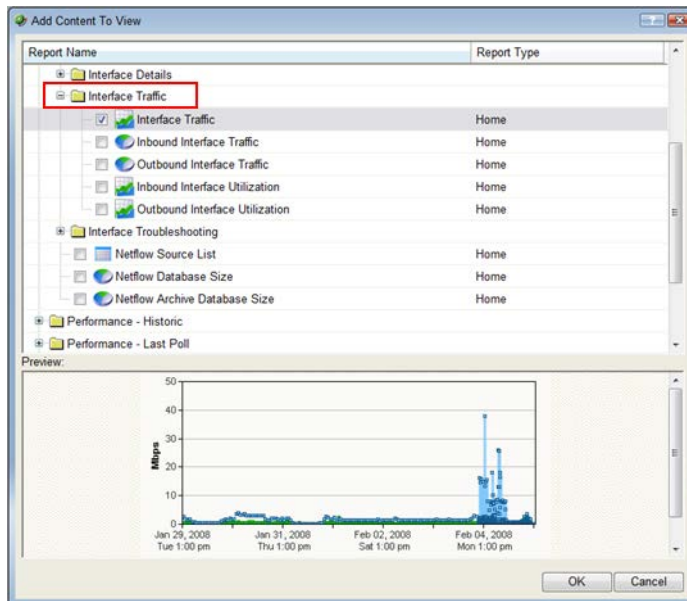 Add Content To View
Report Name Report Type
Interface Details
Interface Traffic
Interface Traffic Home
Inbound Interface Traffic Home
Outbound Interface Traffic Home
Inbound Interface Utilization Home
Outbound Interface Utilization Home
Interface Troubleshooting
Netflow Source List Home
Netflow Database Size Home
Netflow Archive Database Size Home
Performance - Historic
Performance - Last Poll
Preview:
50
40
30
20
10
0
Mbps
Jan 29, 2008 Jan 31, 2008 Feb 02, 2008 Feb 04, 2008
Tue 1:00 pm Thu 1:00 pm Sat 1:00 pm Mon 1:00 pm
OK Cancel